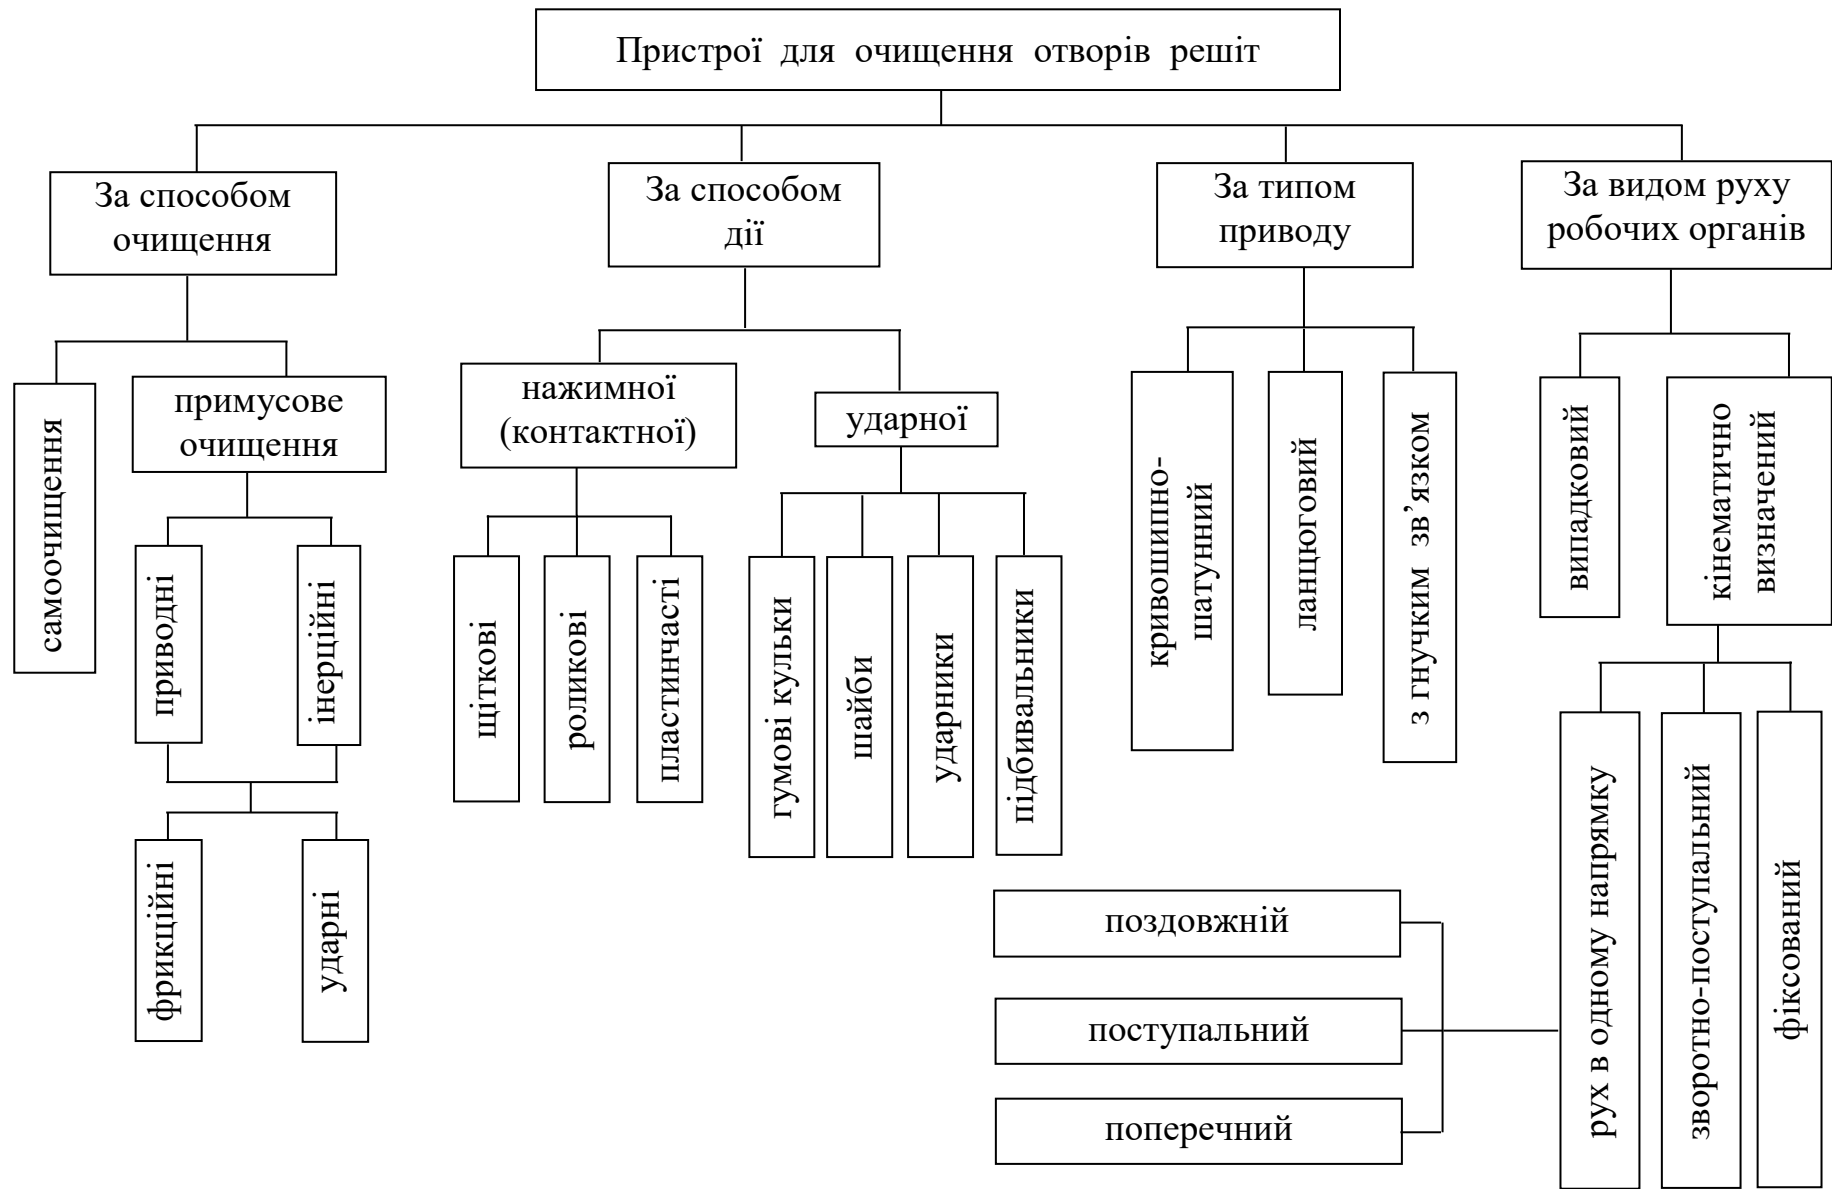 Пристрої для очищення отворів решіт
За способом
очищення
За способом
дії
За типом
приводу
За видом руху
робочих органів
самоочищення
примусове
очищення
нажимної
(контактної)
ударної
кривошипно-
шатунний
ланцюговий
з гнучким зв’язком
випадковий
кінематично
визначений
приводні
інерційні
щіткові
роликові
пластинчасті
гумові кульки
шайби
ударники
підбивальники
фрикційні
ударні
рух в одному напрямку
зворотно-поступальний
фіксований
поздовжній
поступальний
поперечний